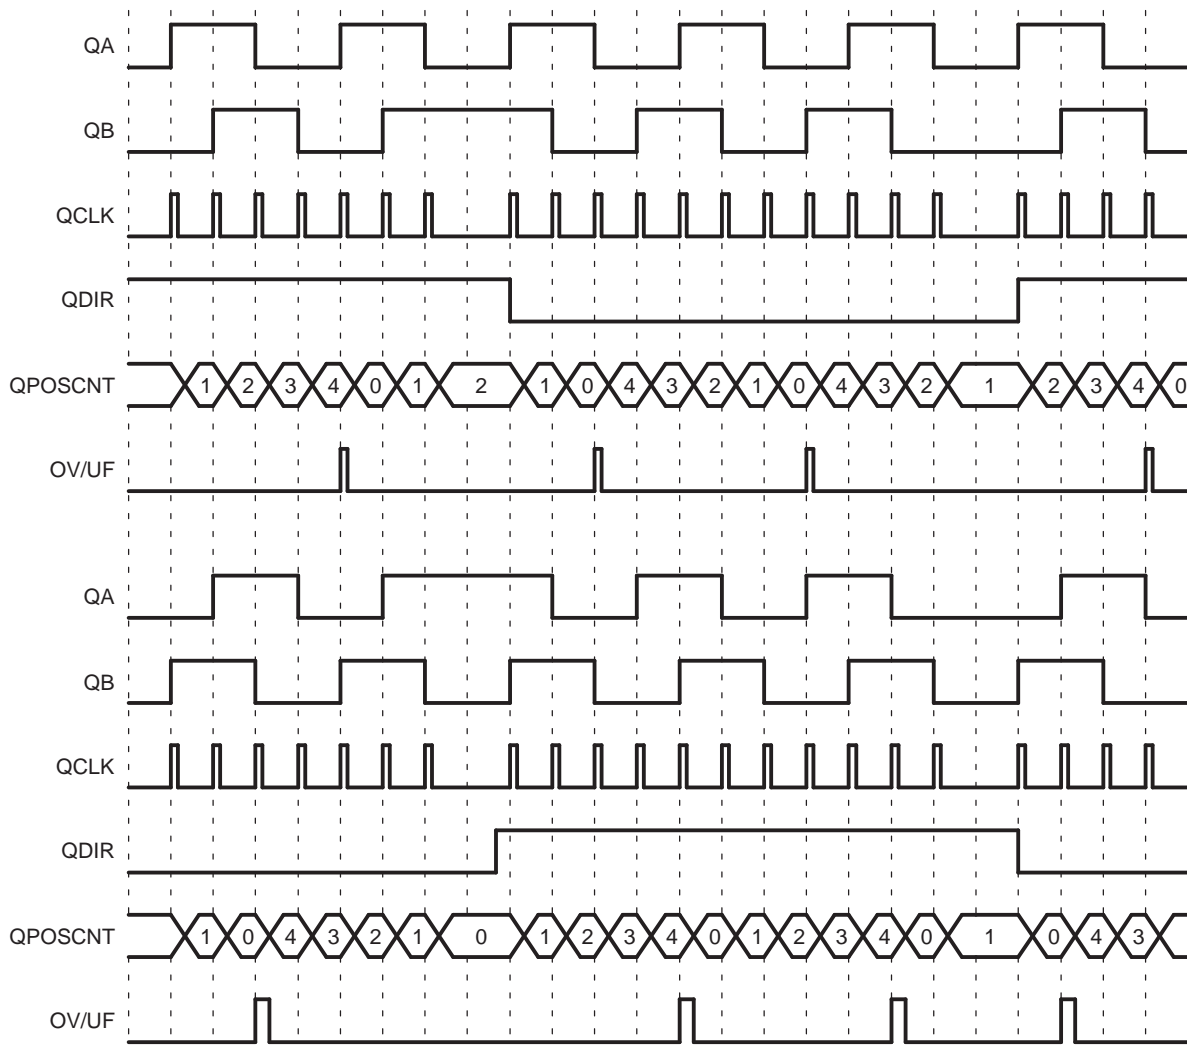 QA
QB
QCLK
QDIR
QPOSCNT 1 2 3 4 0 1 2 1 0 4 3 2 1 0 4 3 2 1 2 3 4 0
OV/UF
QA
QB
QCLK
QDIR
QPOSCNT 1 0 4 3 2 1 0 1 2 3 4 0 1 2 3 4 0 1 0 4 3
OV/UF